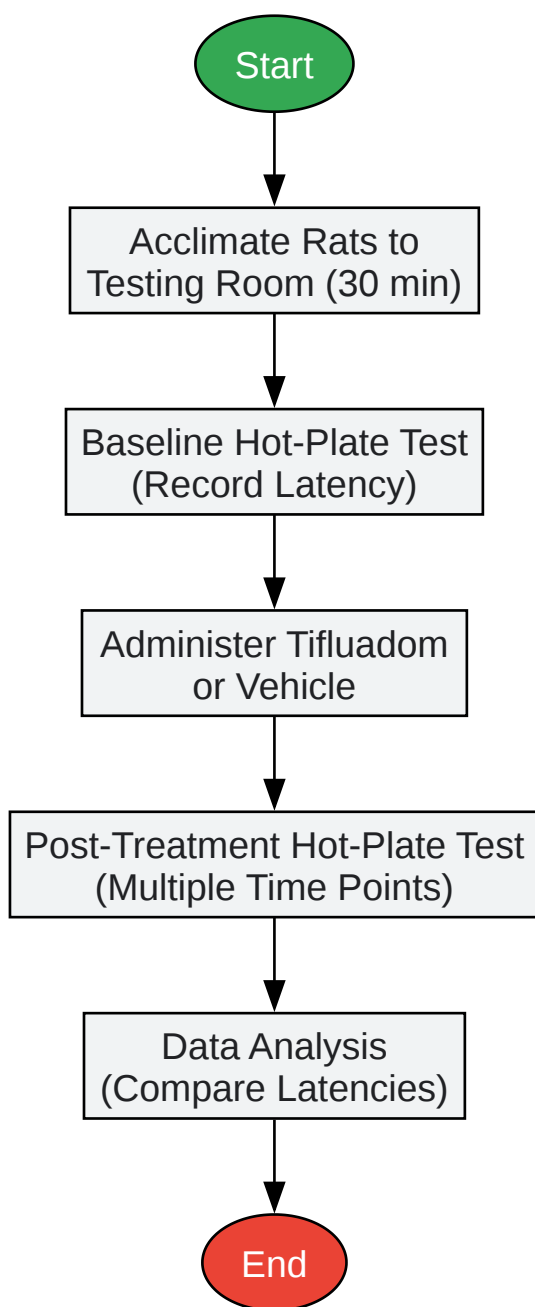 Start
Acclimate Rats to
Testing Room (30 min)
Baseline Hot-Plate Test
(Record Latency)
Administer Tifluadom
or Vehicle
Post-Treatment Hot-Plate Test
(Multiple Time Points)
Data Analysis
(Compare Latencies)
End